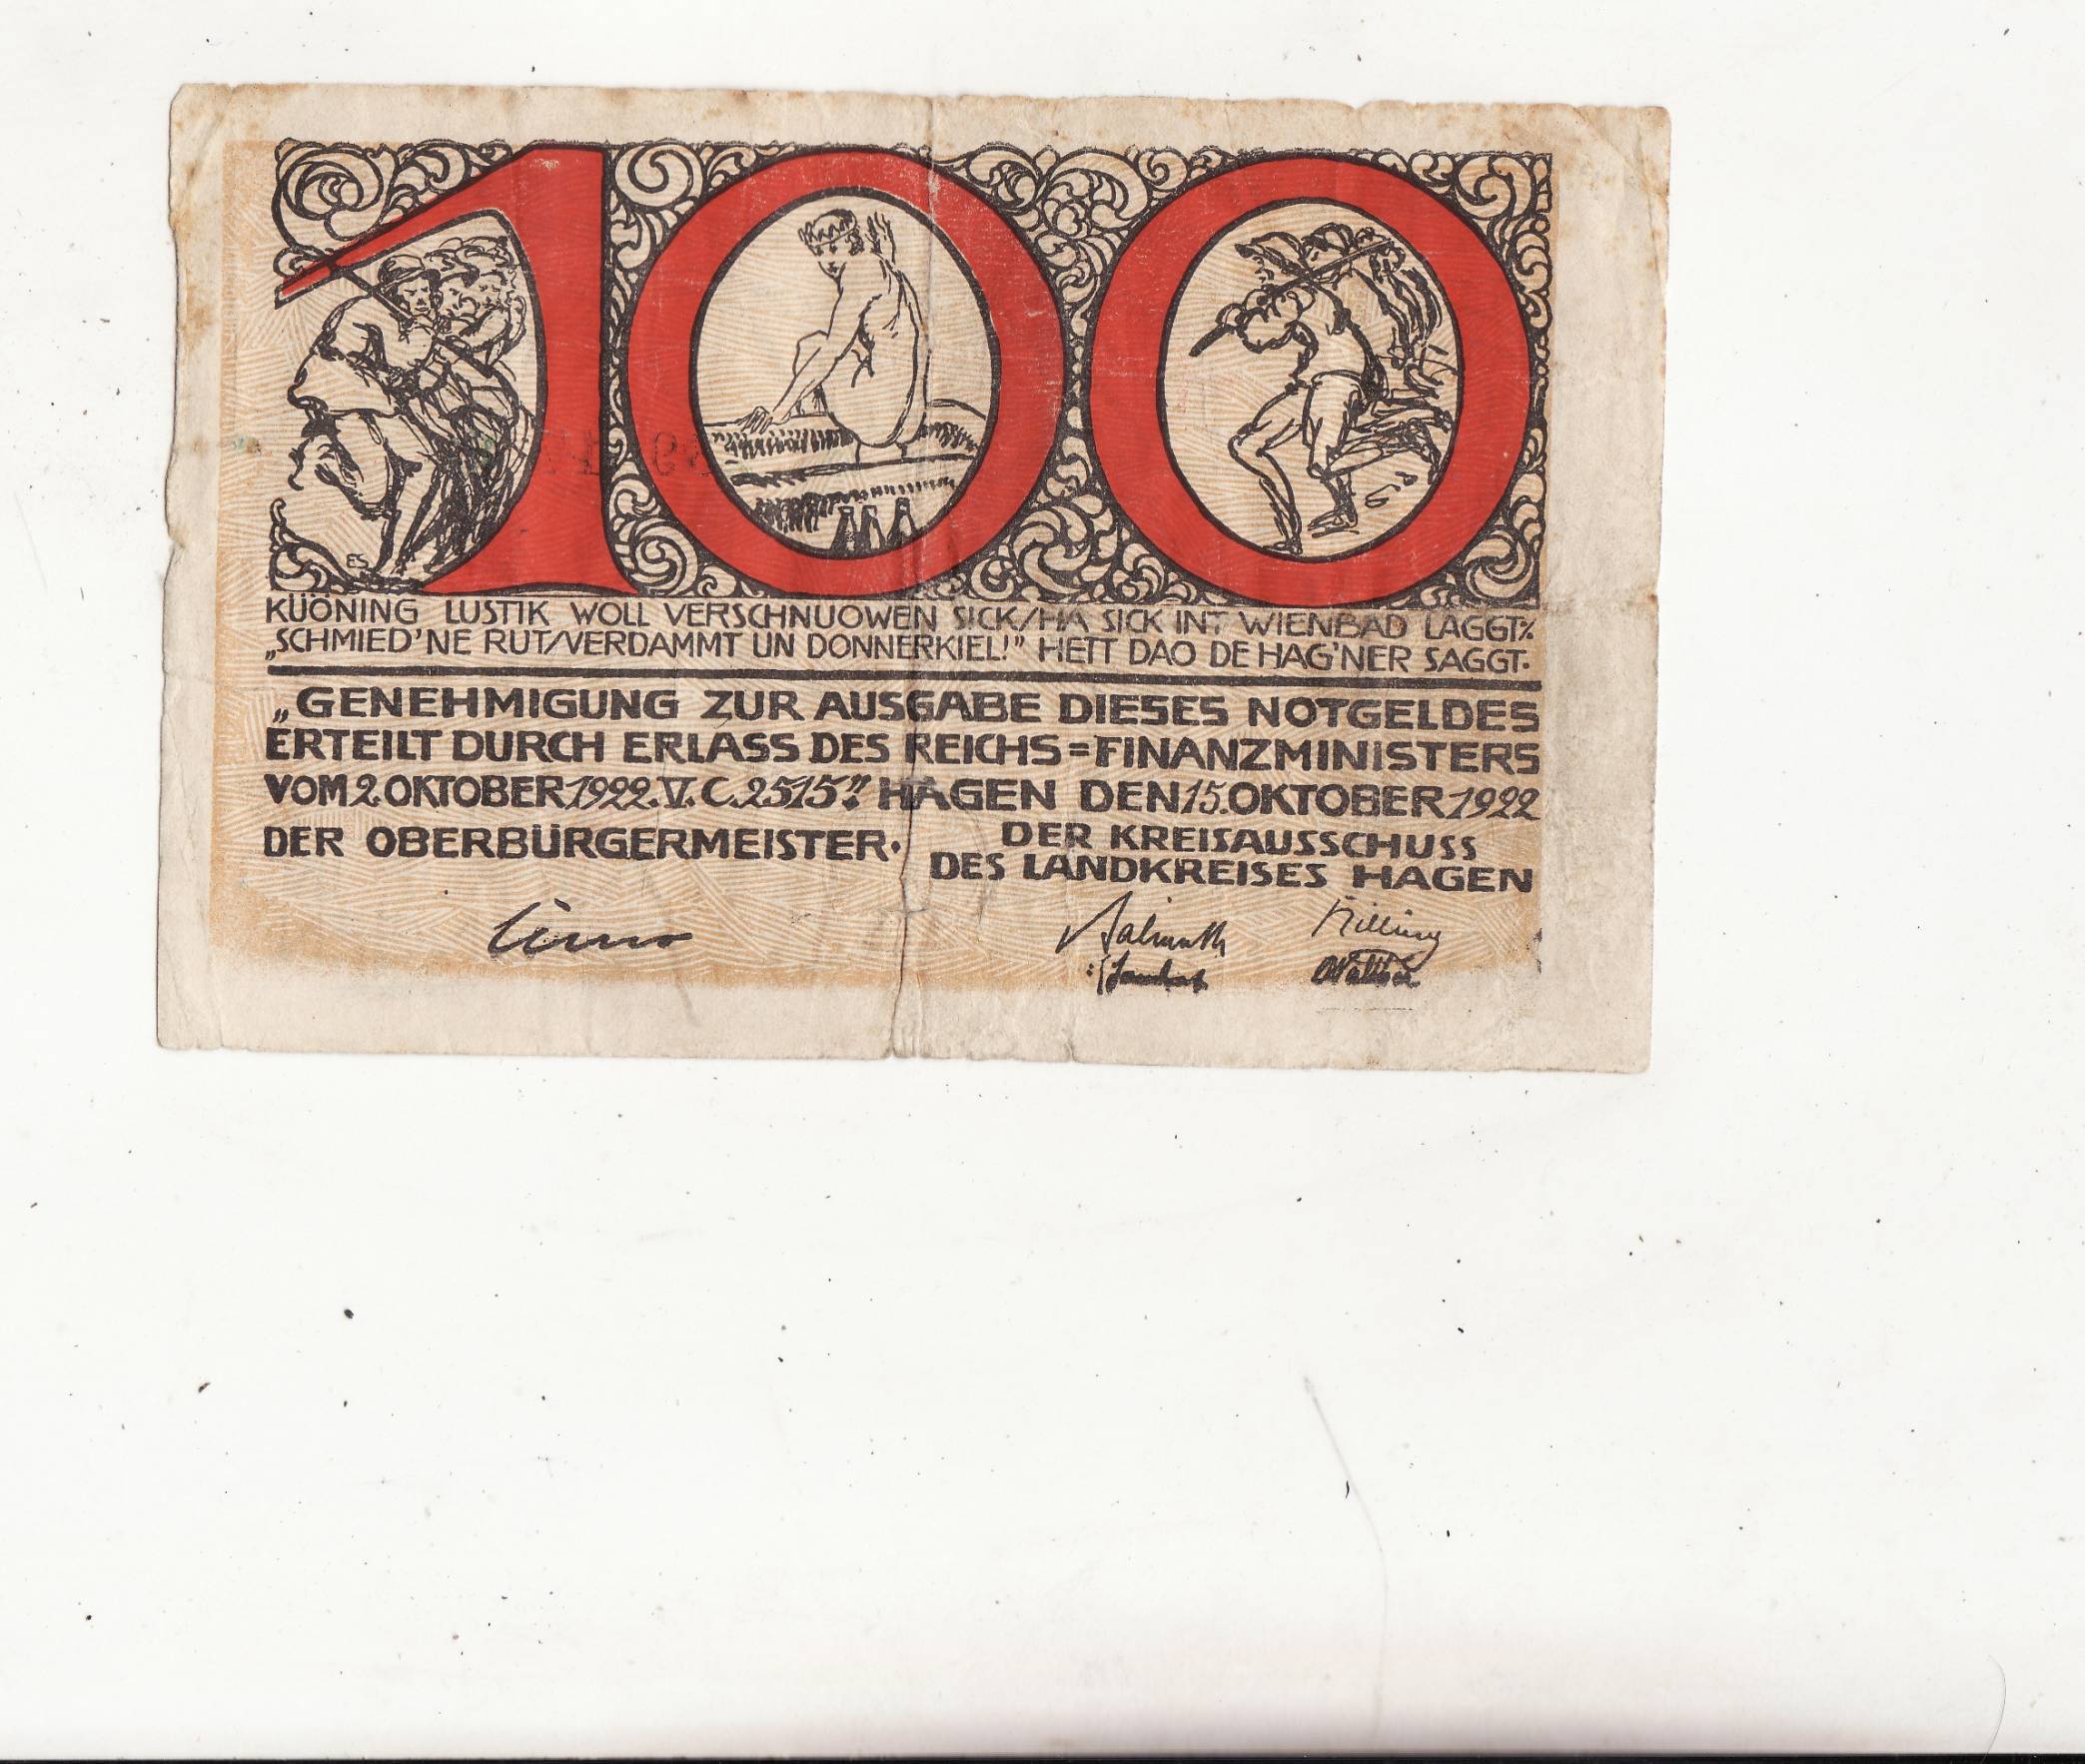 100
ES
KÜÖNING LUSTIK WOLL VERSCHNUOWEN SICK/HA SICK INT WIENBAD LAGGT/.
„SCHMIED'NE RUT/VERDAMMT UN DONNERKIEL!" HETT DAO DE HAG'NER SAGGT.
„GENEHMIGUNG ZUR AUSGABE DIESES NOTGELDES
ERTEILT DURCH ERLASS DES REICHS=FINANZMINISTERS
VOM 2. OKTOBER 1922. V. C. 2515." HAGEN DEN 15. OKTOBER 1922
DER OBERBÜRGERMEISTER. DER KREISAUSSCHUSS
DES LANDKREISES HAGEN